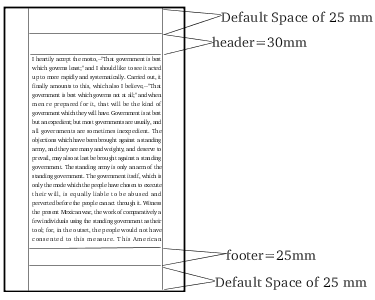 Default Space of 25 mm
header=30mm
I heartily accept the motto,—"That government is best
which governs least;" and I should like to see it acted
up to more rapidly and systematically. Carried out, it
finally amounts to this, which also I believe,—"That
government is best which governs not at all;" and when
men are prepared for it, that will be the kind of
government which they will have. Government is at best
but an expedient; but most governments are usually, and
all governments are sometimes inexpedient. The
objections which have been brought against a standing
army, and they are many and weighty, and deserve to
prevail, may also at last be brought against a standing
government. The standing army is only an arm of the
standing government. The government itself, which is
only the mode which the people have chosen to execute
their will, is equally liable to be abused and
perverted before the people can act through it. Witness
the present Mexican war, the work of comparatively a
few individuals using the standing government as their
tool; for, in the outset, the people would not have
consented to this measure. This American
footer=25mm
Default Space of 25 mm